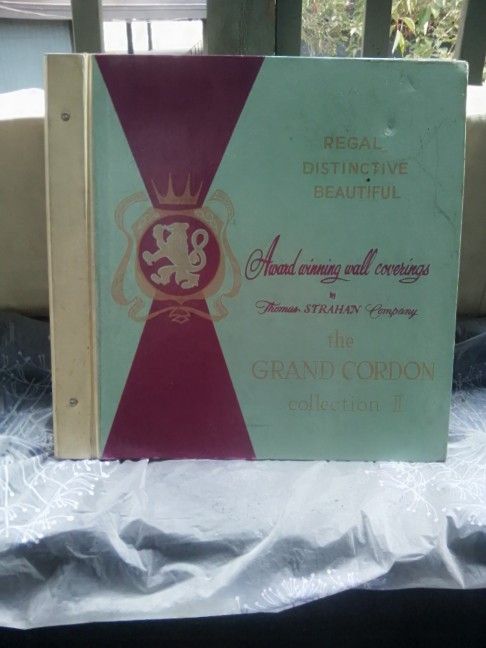 REGAL
DISTINCTIVE
BEAUTIFUL
Award winning wall coverings
by
Thomas STRAHAN Company
the
GRAND CORDON
collection II